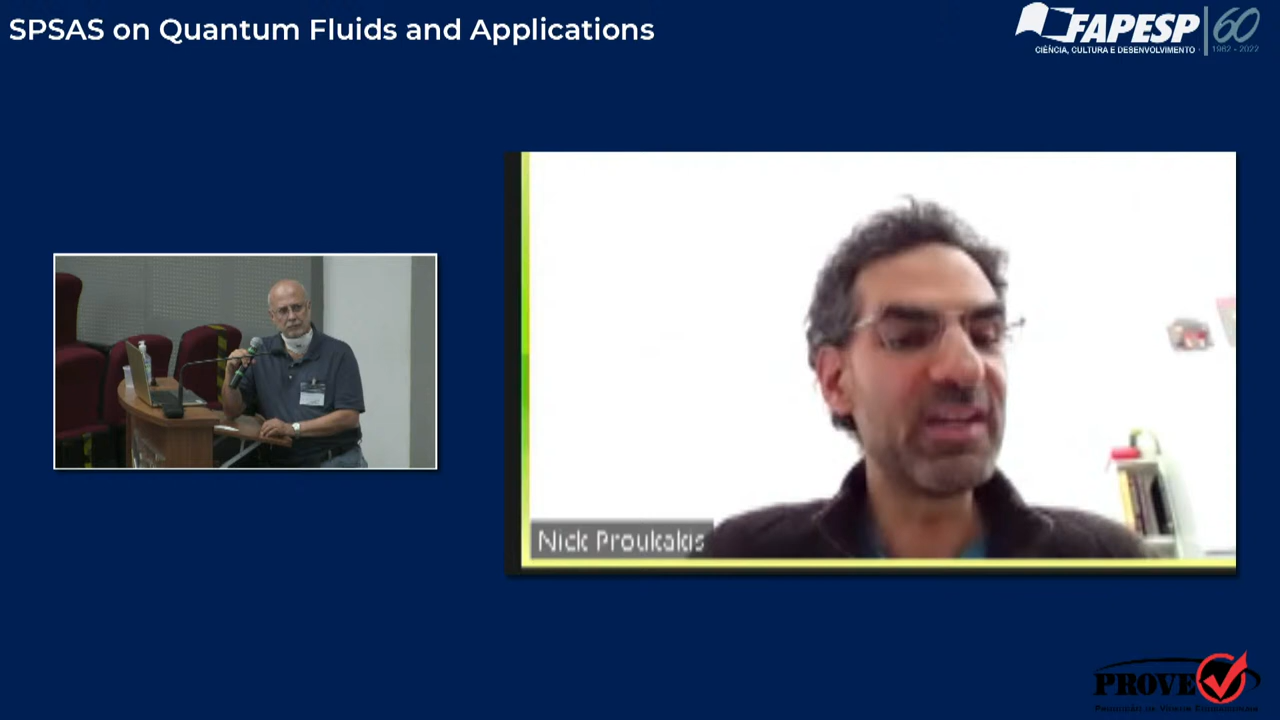 SPSAS on Quantum Fluids and Applications
FAPESP 60
CIÊNCIA, CULTURA E DESENVOLVIMENTO 1962 - 2022
Nick Proukakis
PROVE